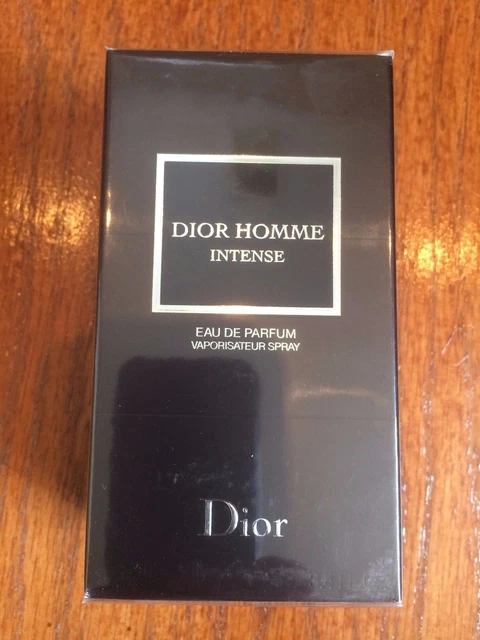 DIOR HOMME
INTENSE
EAU DE PARFUM
VAPORISATEUR SPRAY
Dior